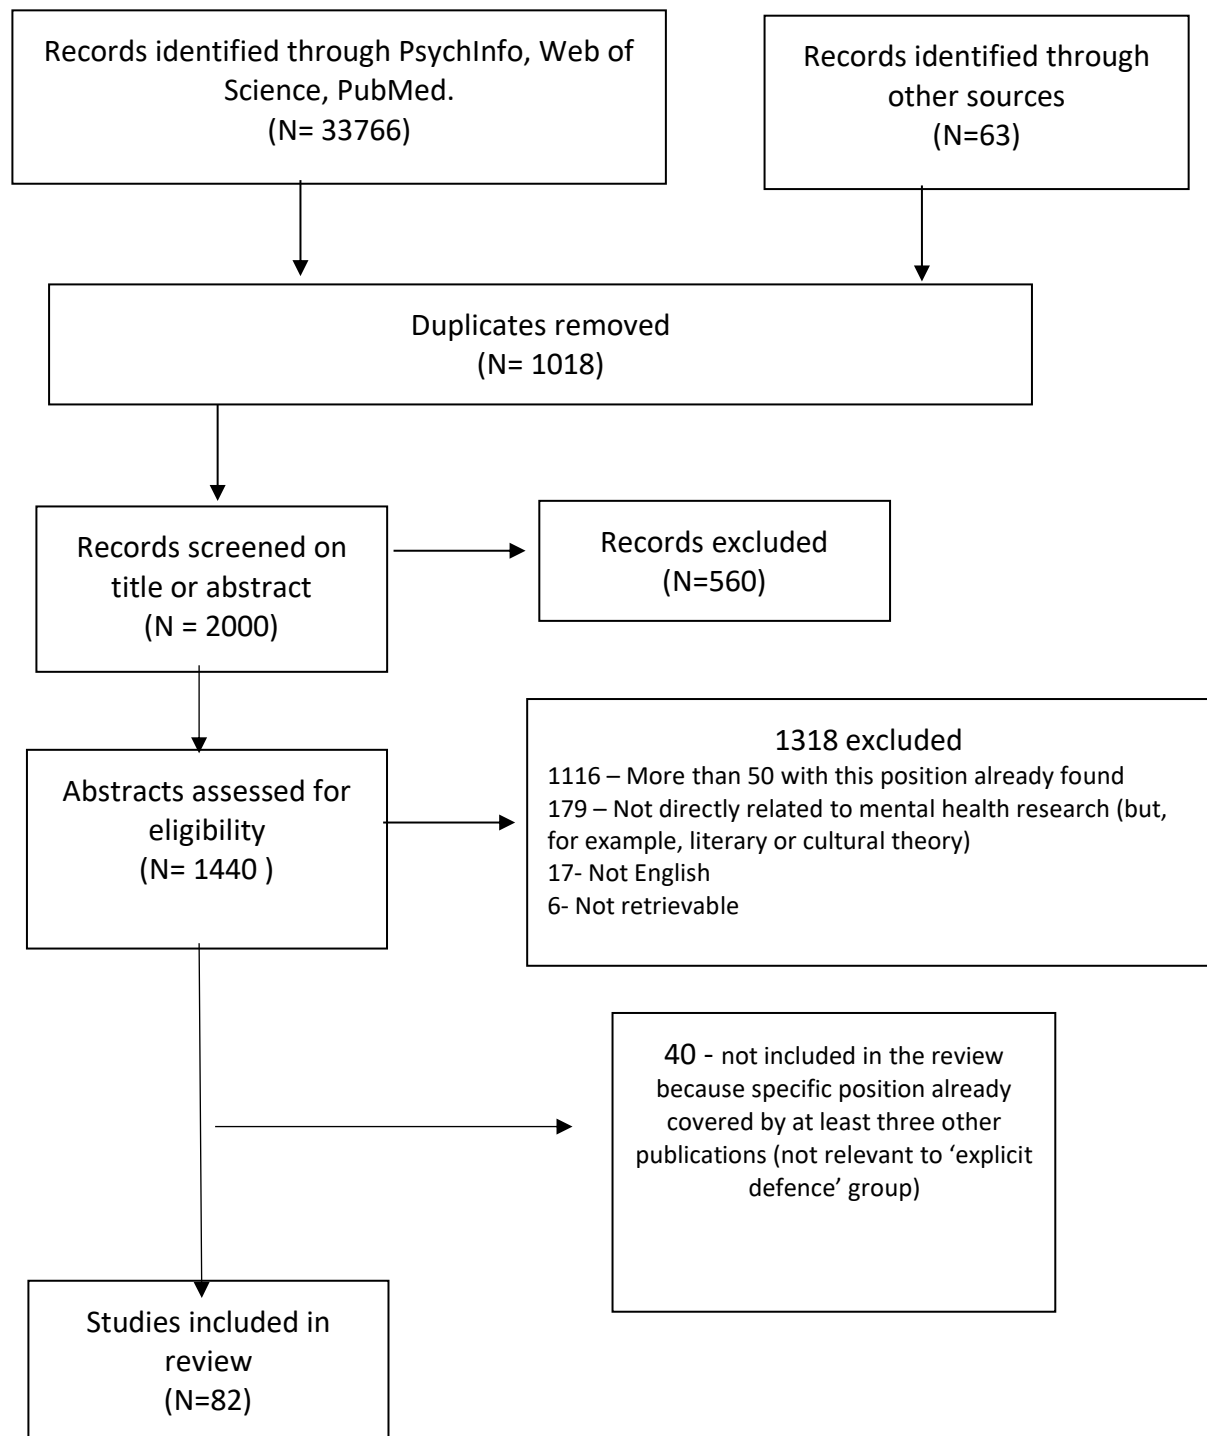 Records identified through PsychInfo, Web of
Science, PubMed.
(N= 33766)
Records identified through
other sources
(N=63)
Duplicates removed
(N= 1018)
Records screened on
title or abstract
(N = 2000)
Records excluded
(N=560)
Abstracts assessed for
eligibility
(N= 1440 )
1318 excluded
1116 – More than 50 with this position already found
179 – Not directly related to mental health research (but,
for example, literary or cultural theory)
17- Not English
6- Not retrievable
40 - not included in the review
because specific position already
covered by at least three other
publications (not relevant to ‘explicit
defence’ group)
Studies included in
review
(N=82)